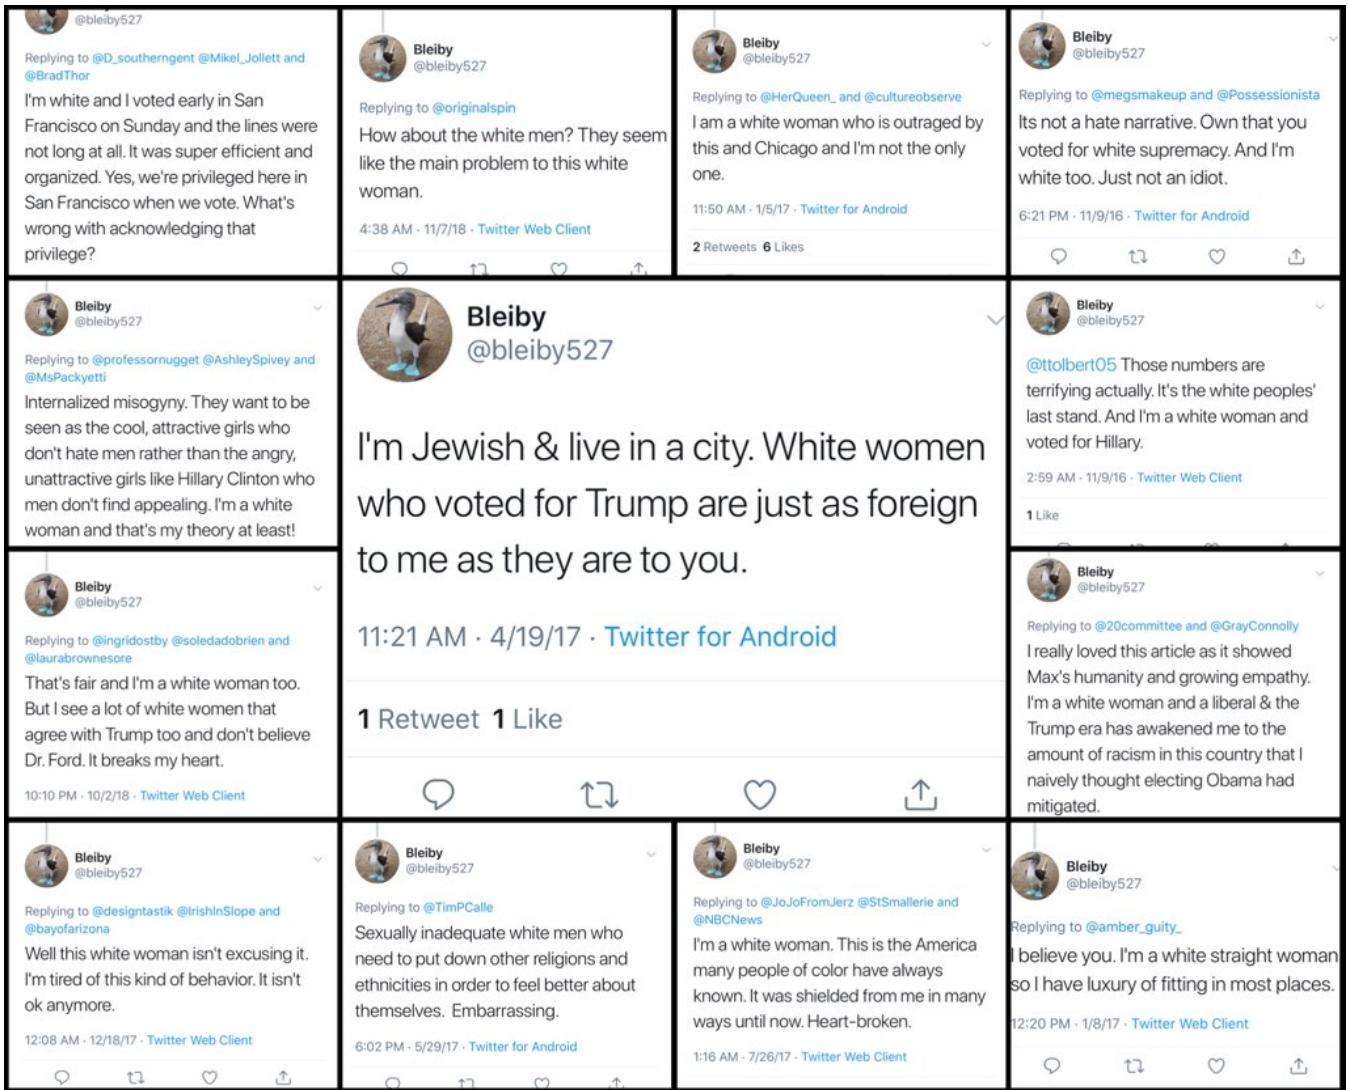 @bleiby527
Replying to @D_southerngent @Mikel_Jollett and
@BradThor
I'm white and I voted early in San
Francisco on Sunday and the lines were
not long at all. It was super efficient and
organized. Yes, we're privileged here in
San Francisco when we vote. What's
wrong with acknowledging that
privilege?
Bleiby
@bleiby527
Replying to @originalspin
How about the white men? They seem
like the main problem to this white
woman.
4:38 AM · 11/7/18 · Twitter Web Client
Bleiby
@bleiby527
Replying to @HerQueen_ and @cultureobserve
I am a white woman who is outraged by
this and Chicago and I'm not the only
one.
11:50 AM · 1/5/17 · Twitter for Android
2 Retweets 6 Likes
Bleiby
@bleiby527
Replying to @megsmakeup and @Possessionista
Its not a hate narrative. Own that you
voted for white supremacy. And I'm
white too. Just not an idiot.
6:21 PM · 11/9/16 · Twitter for Android
Bleiby
@bleiby527
Replying to @professornugget @AshleySpivey and
@MsPackyetti
Internalized misogyny. They want to be
seen as the cool, attractive girls who
don't hate men rather than the angry,
unattractive girls like Hillary Clinton who
men don't find appealing. I'm a white
woman and that's my theory at least!
Bleiby
@bleiby527
I'm Jewish & live in a city. White women
who voted for Trump are just as foreign
to me as they are to you.
11:21 AM · 4/19/17 · Twitter for Android
1 Retweet 1 Like
Bleiby
@bleiby527
@ttolbert05 Those numbers are
terrifying actually. It's the white peoples'
last stand. And I'm a white woman and
voted for Hillary.
2:59 AM · 11/9/16 · Twitter Web Client
1 Like
Bleiby
@bleiby527
Replying to @ingridostby @soledadobrien and
@laurabrownesore
That's fair and I'm a white woman too.
But I see a lot of white women that
agree with Trump too and don't believe
Dr. Ford. It breaks my heart.
10:10 PM · 10/2/18 · Twitter Web Client
Bleiby
@bleiby527
Replying to @20committee and @GrayConnolly
I really loved this article as it showed
Max's humanity and growing empathy.
I'm a white woman and a liberal & the
Trump era has awakened me to the
amount of racism in this country that I
naively thought electing Obama had
mitigated.
Bleiby
@bleiby527
Replying to @designtastik @IrishInSlope and
@bayofarizona
Well this white woman isn't excusing it.
I'm tired of this kind of behavior. It isn't
ok anymore.
12:08 AM · 12/18/17 · Twitter Web Client
Bleiby
@bleiby527
Replying to @TimPCalle
Sexually inadequate white men who
need to put down other religions and
ethnicities in order to feel better about
themselves. Embarrassing.
6:02 PM · 5/29/17 · Twitter for Android
Bleiby
@bleiby527
Replying to @JoJoFromJerz @StSmallerie and
@NBCNews
I'm a white woman. This is the America
many people of color have always
known. It was shielded from me in many
ways until now. Heart-broken.
1:16 AM · 7/26/17 · Twitter Web Client
Bleiby
@bleiby527
Replying to @amber_guity_
I believe you. I'm a white straight woman
so I have luxury of fitting in most places.
12:20 PM · 1/8/17 · Twitter Web Client